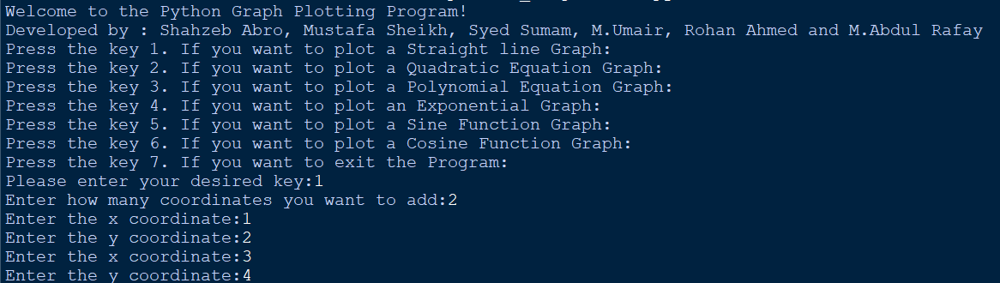 Welcome to the Python Graph Plotting Program!
Developed by : Shahzeb Abro, Mustafa Sheikh, Syed Sumam, M.Umair, Rohan Ahmed and M.Abdul Rafay
Press the key 1. If you want to plot a Straight line Graph:
Press the key 2. If you want to plot a Quadratic Equation Graph:
Press the key 3. If you want to plot a Polynomial Equation Graph:
Press the key 4. If you want to plot an Exponential Graph:
Press the key 5. If you want to plot a Sine Function Graph:
Press the key 6. If you want to plot a Cosine Function Graph:
Press the key 7. If you want to exit the Program:
Please enter your desired key:1
Enter how many coordinates you want to add:2
Enter the x coordinate:1
Enter the y coordinate:2
Enter the x coordinate:3
Enter the y coordinate:4